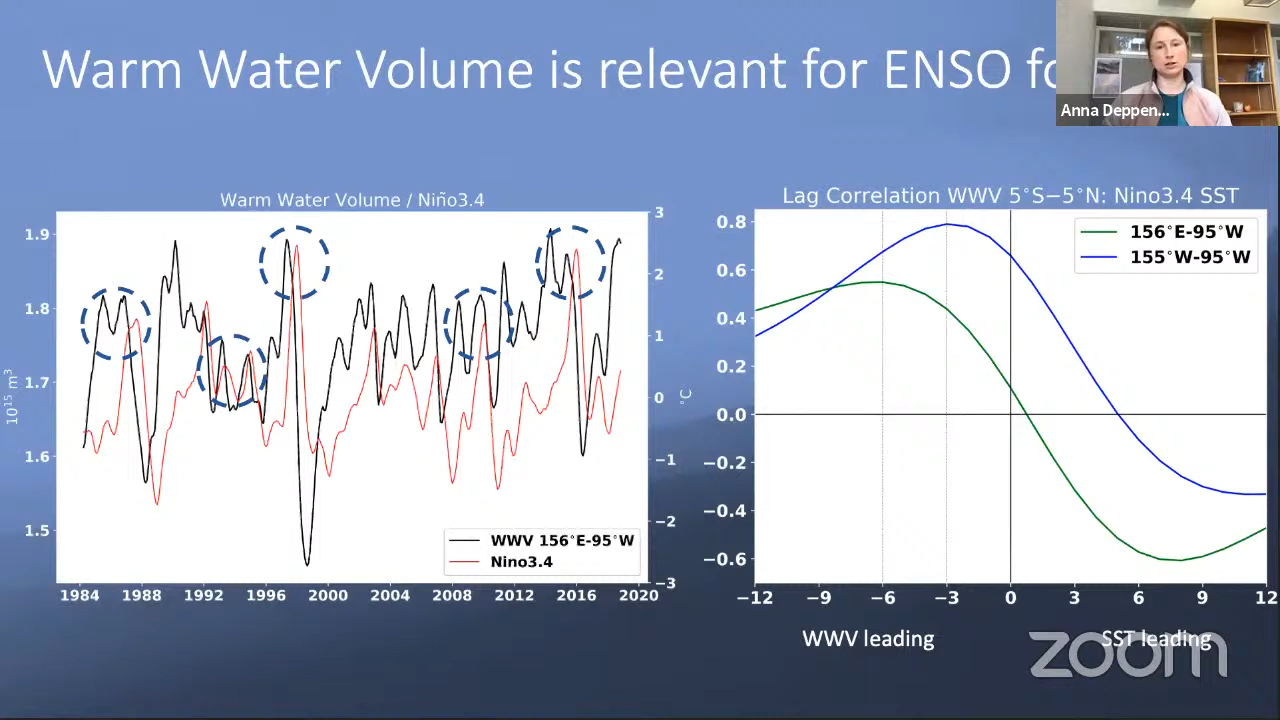 Warm Water Volume is relevant for ENSO
Anna Deppen...
Warm Water Volume / Niño3.4
1.9
1.8
1.7
1.6
1.5
10¹⁵ m³
3
2
1
0
−1
−2
−3
°C
WWV 156°E-95°W
Nino3.4
1984 1988 1992 1996 2000 2004 2008 2012 2016 2020
Lag Correlation WWV 5°S−5°N: Nino3.4 SST
0.8
0.6
0.4
0.2
0.0
−0.2
−0.4
−0.6
156°E-95°W
155°W-95°W
−12 −9 −6 −3 0 3 6 9 12
WWV leading
SST leading
zoom